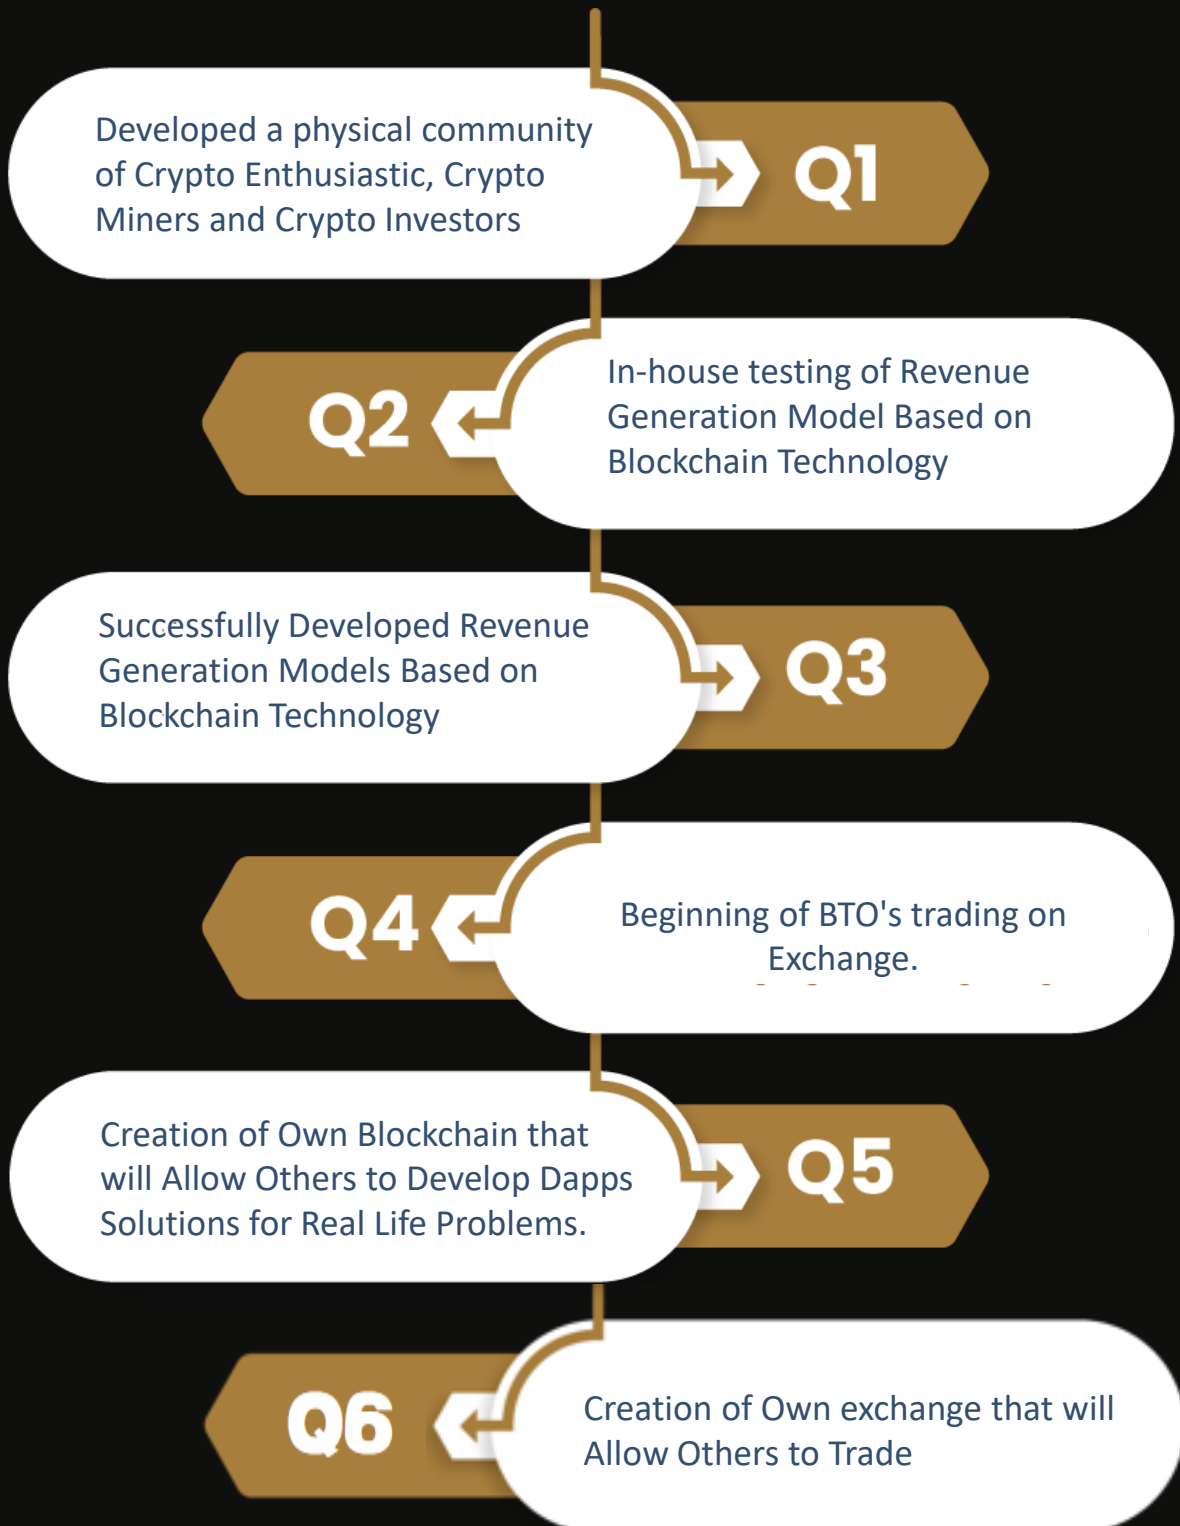 Developed a physical community
of Crypto Enthusiastic, Crypto
Miners and Crypto Investors
Q1
Q2
In-house testing of Revenue
Generation Model Based on
Blockchain Technology
Successfully Developed Revenue
Generation Models Based on
Blockchain Technology
Q3
Q4
Beginning of BTO's trading on
Exchange.
Creation of Own Blockchain that
will Allow Others to Develop Dapps
Solutions for Real Life Problems.
Q5
Q6
Creation of Own exchange that will
Allow Others to Trade